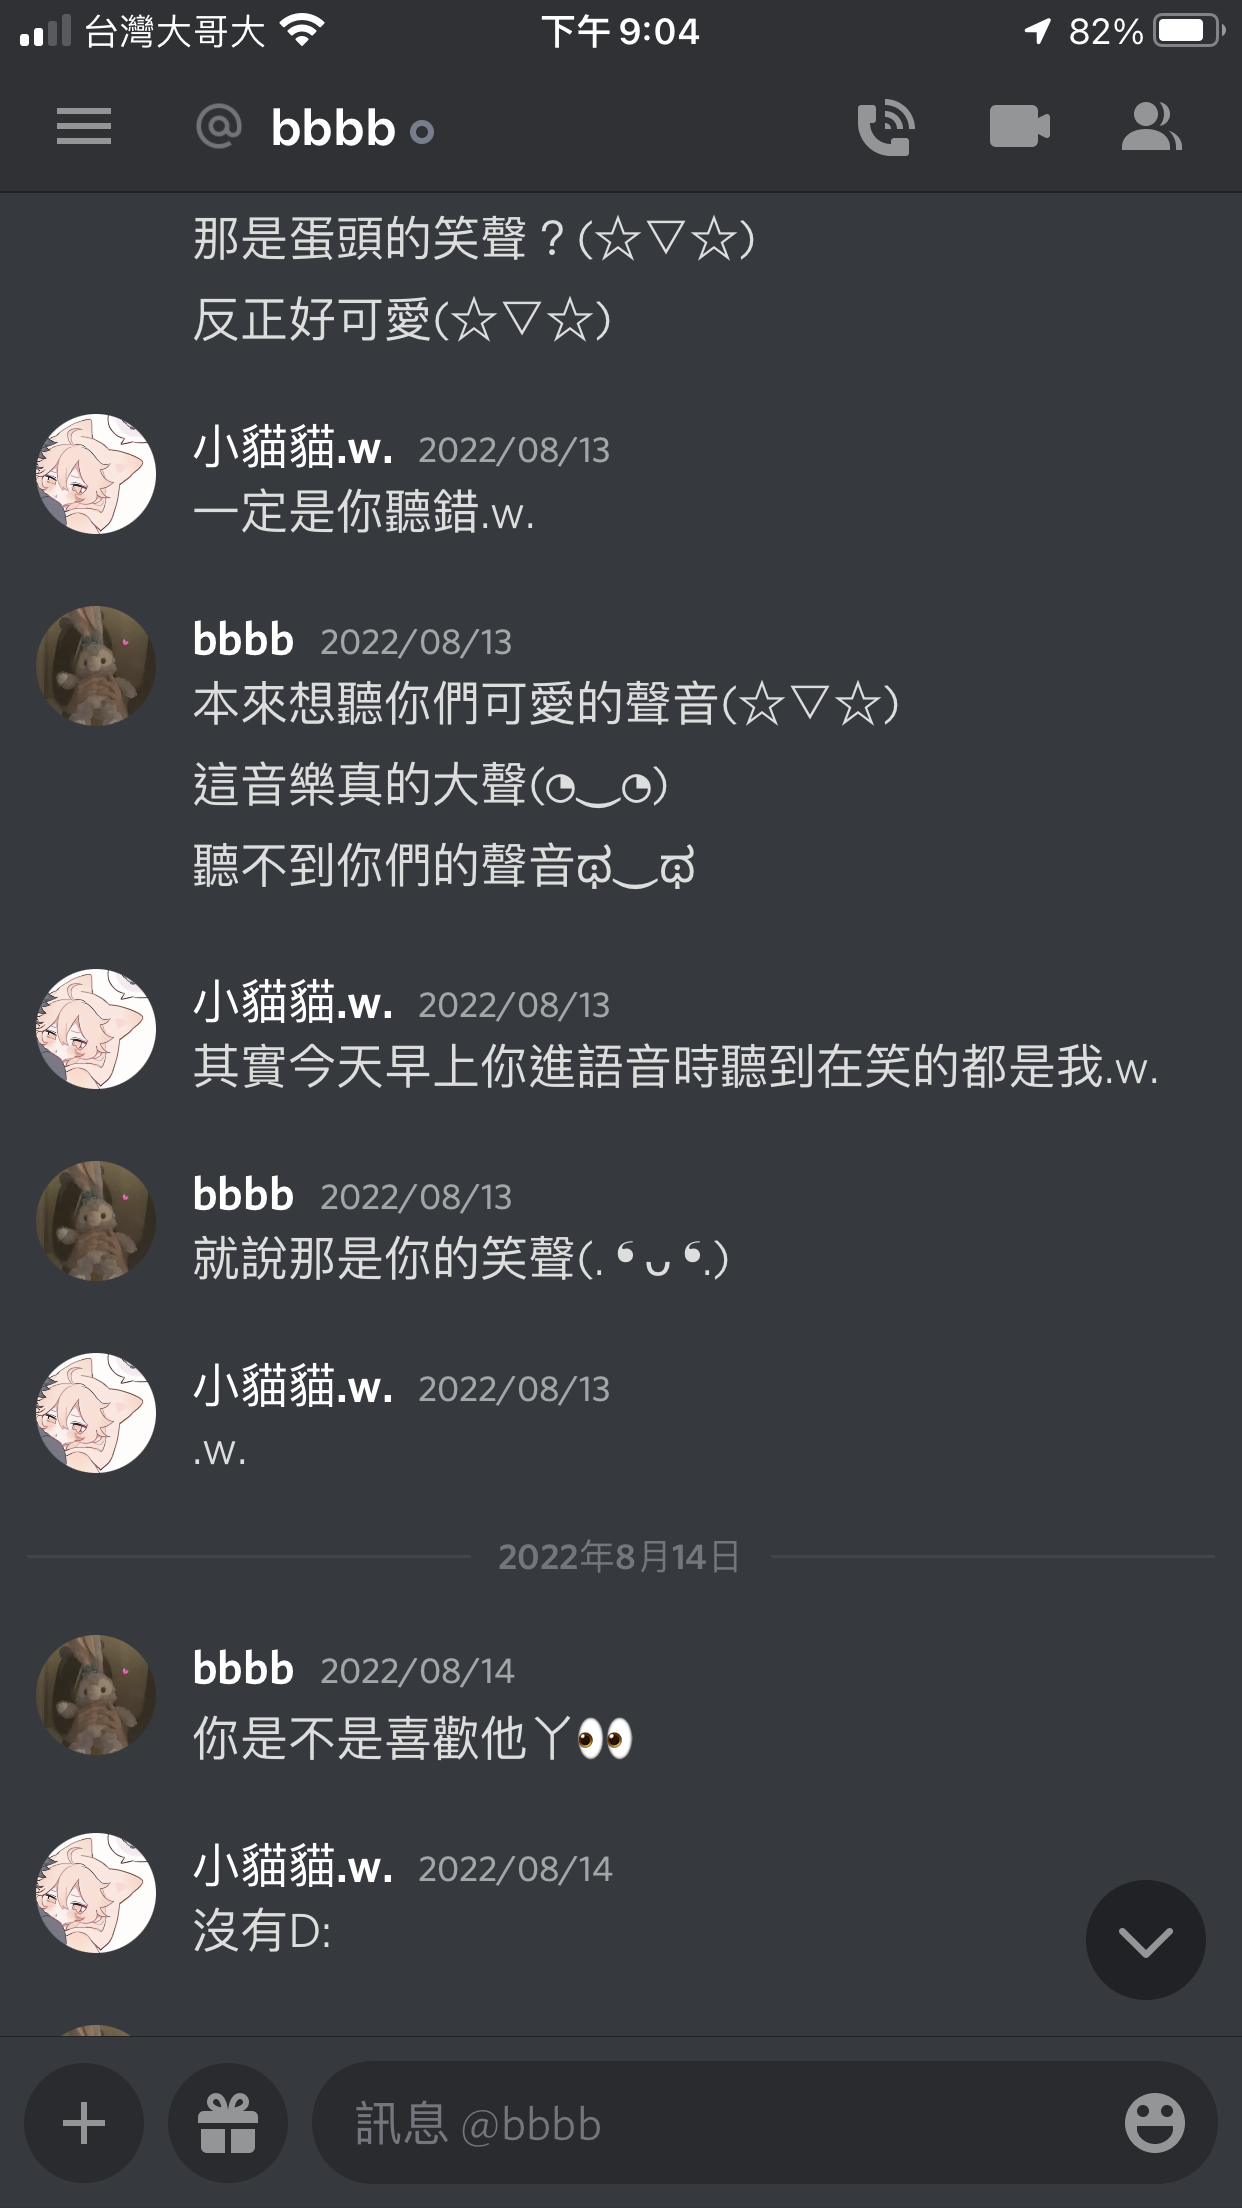 台灣大哥大 下午 9:04 82%
@ bbbb
那是蛋頭的笑聲？(☆▽☆)
反正好可愛(☆▽☆)
小貓貓.w. 2022/08/13
一定是你聽錯.w.
bbbb 2022/08/13
本來想聽你們可愛的聲音(☆▽☆)
這音樂真的大聲(◔‿◔)
聽不到你們的聲音ಥ‿ಥ
小貓貓.w. 2022/08/13
其實今天早上你進語音時聽到在笑的都是我.w.
bbbb 2022/08/13
就說那是你的笑聲(. ❛ ᴗ ❛.)
小貓貓.w. 2022/08/13
.w.
2022年8月14日
bbbb 2022/08/14
你是不是喜歡他丫👀
小貓貓.w. 2022/08/14
沒有D:
訊息 @bbbb